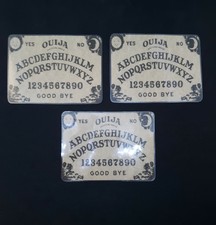 YES OUIJA NO
ABCDEFGHIJKLM
NOPQRSTUVWXYZ
1234567890
GOOD BYE
YES OUIJA NO
ABCDEFGHIJKLM
NOPQRSTUVWXYZ
1234567890
GOOD BYE
YES OUIJA NO
ABCDEFGHIJKLM
NOPQRSTUVWXYZ
1234567890
GOOD BYE